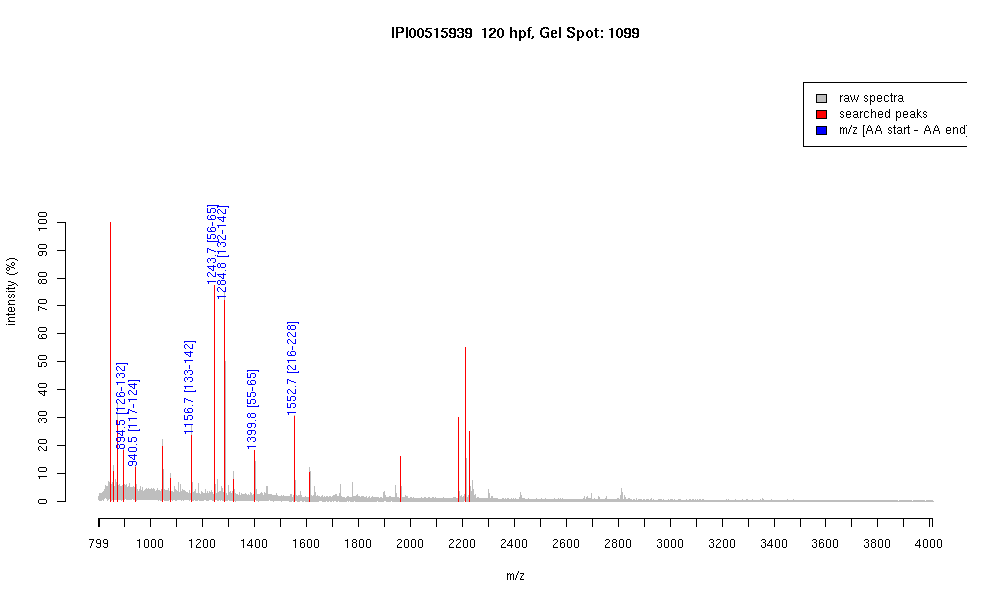 IPI00515939 120 hpf, Gel Spot: 1099
raw spectra
searched peaks
m/z [AA start - AA end]
intensity (%)
100
90
80
70
60
50
40
30
20
10
0
894.5 [126-132]
940.5 [117-124]
1156.7 [133-142]
1243.7 [56-65]
1284.8 [132-142]
1399.8 [55-65]
1552.7 [216-228]
799 1000 1200 1400 1600 1800 2000 2200 2400 2600 2800 3000 3200 3400 3600 3800 4000
m/z